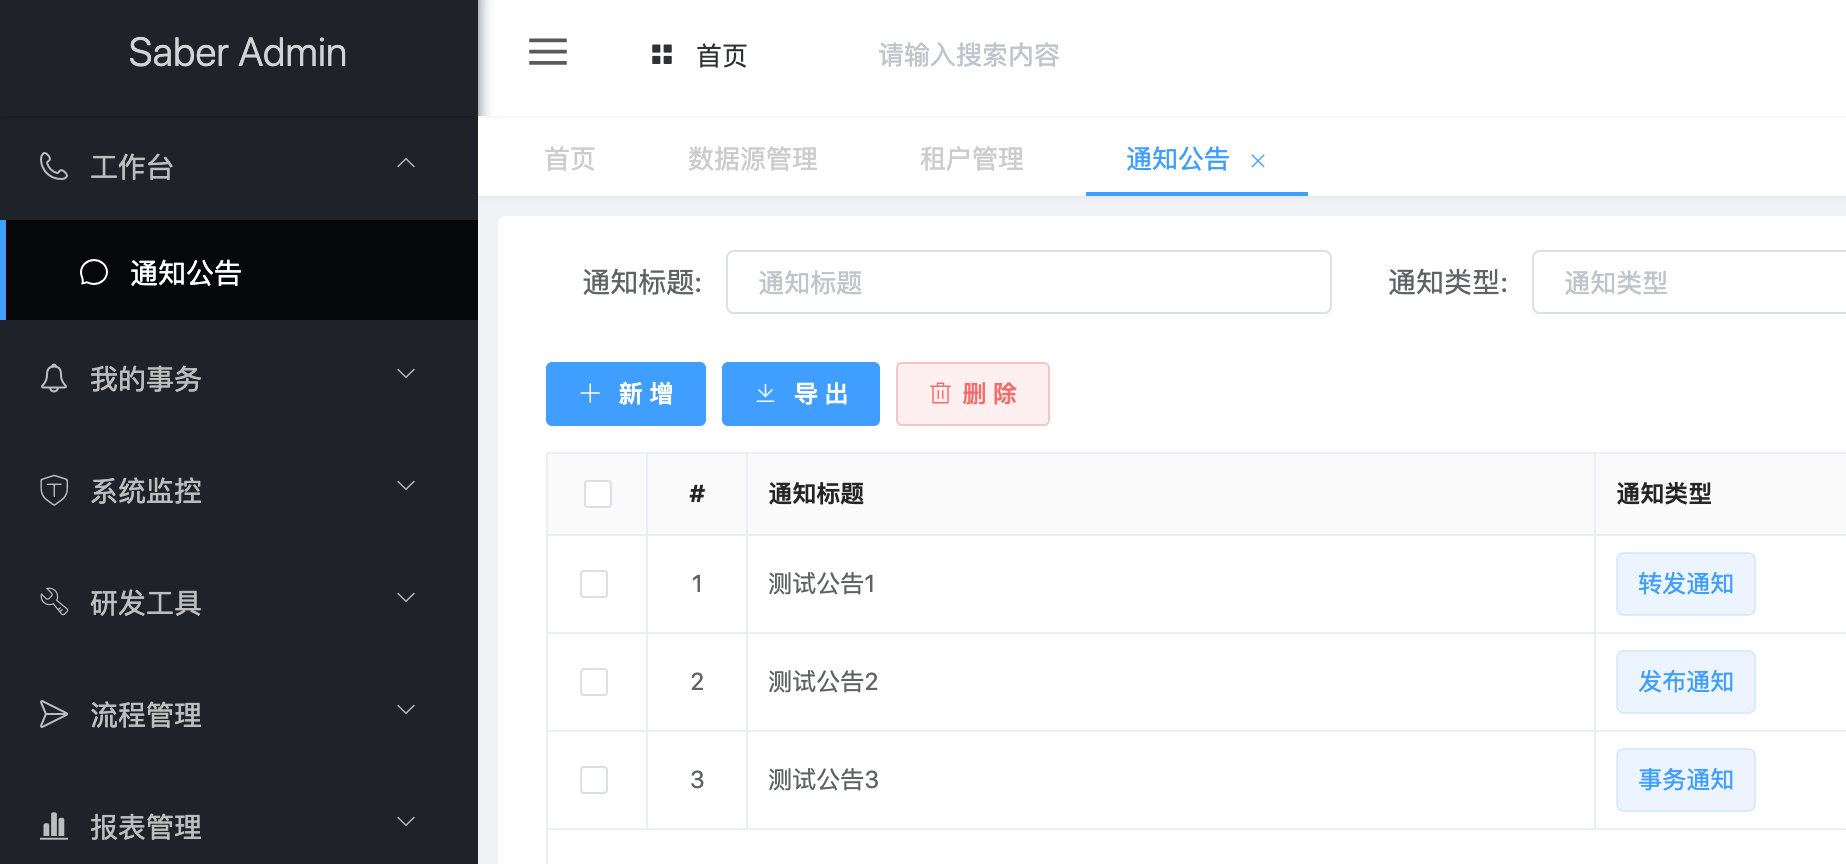 Saber Admin
首页
请输入搜索内容
工作台
通知公告
我的事务
系统监控
研发工具
流程管理
报表管理
首页 数据源管理 租户管理 通知公告
通知标题: 通知标题 通知类型: 通知类型
新 增 导 出 删 除
# 通知标题 通知类型
1 测试公告1 转发通知
2 测试公告2 发布通知
3 测试公告3 事务通知